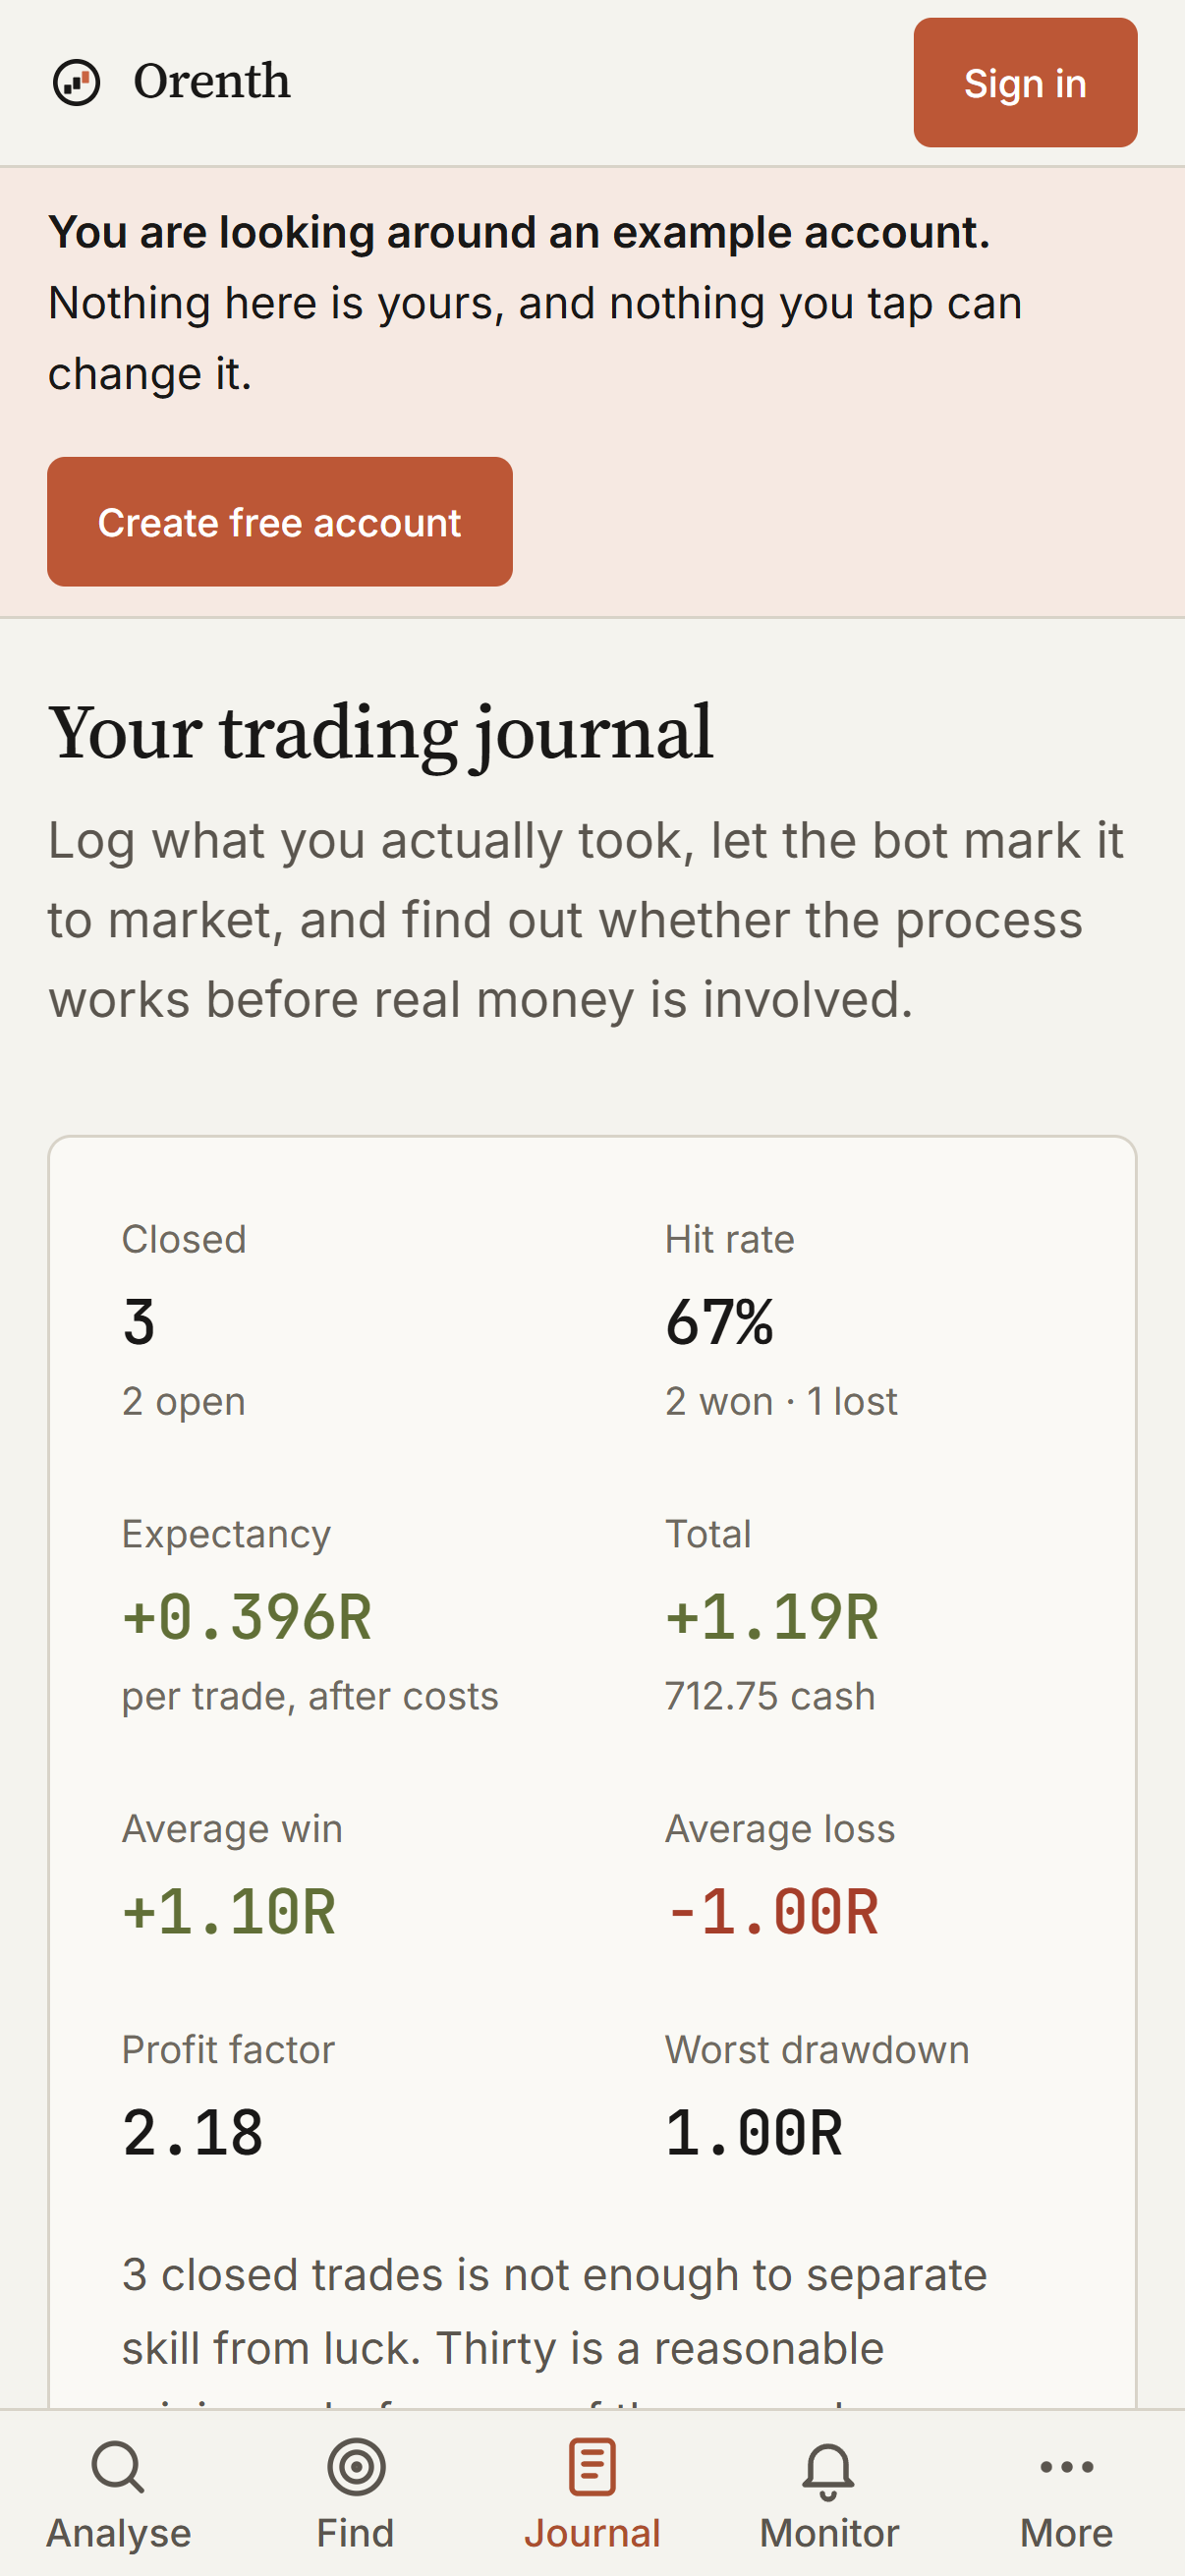 Orenth
Sign in
You are looking around an example account.
Nothing here is yours, and nothing you tap can
change it.
Create free account
Your trading journal
Log what you actually took, let the bot mark it
to market, and find out whether the process
works before real money is involved.
Closed
Hit rate
3
67%
2 open
2 won · 1 lost
Expectancy
Total
+0.396R
+1.19R
per trade, after costs
712.75 cash
Average win
Average loss
+1.10R
-1.00R
Profit factor
Worst drawdown
2.18
1.00R
3 closed trades is not enough to separate
skill from luck. Thirty is a reasonable
Analyse
Find
Journal
Monitor
More